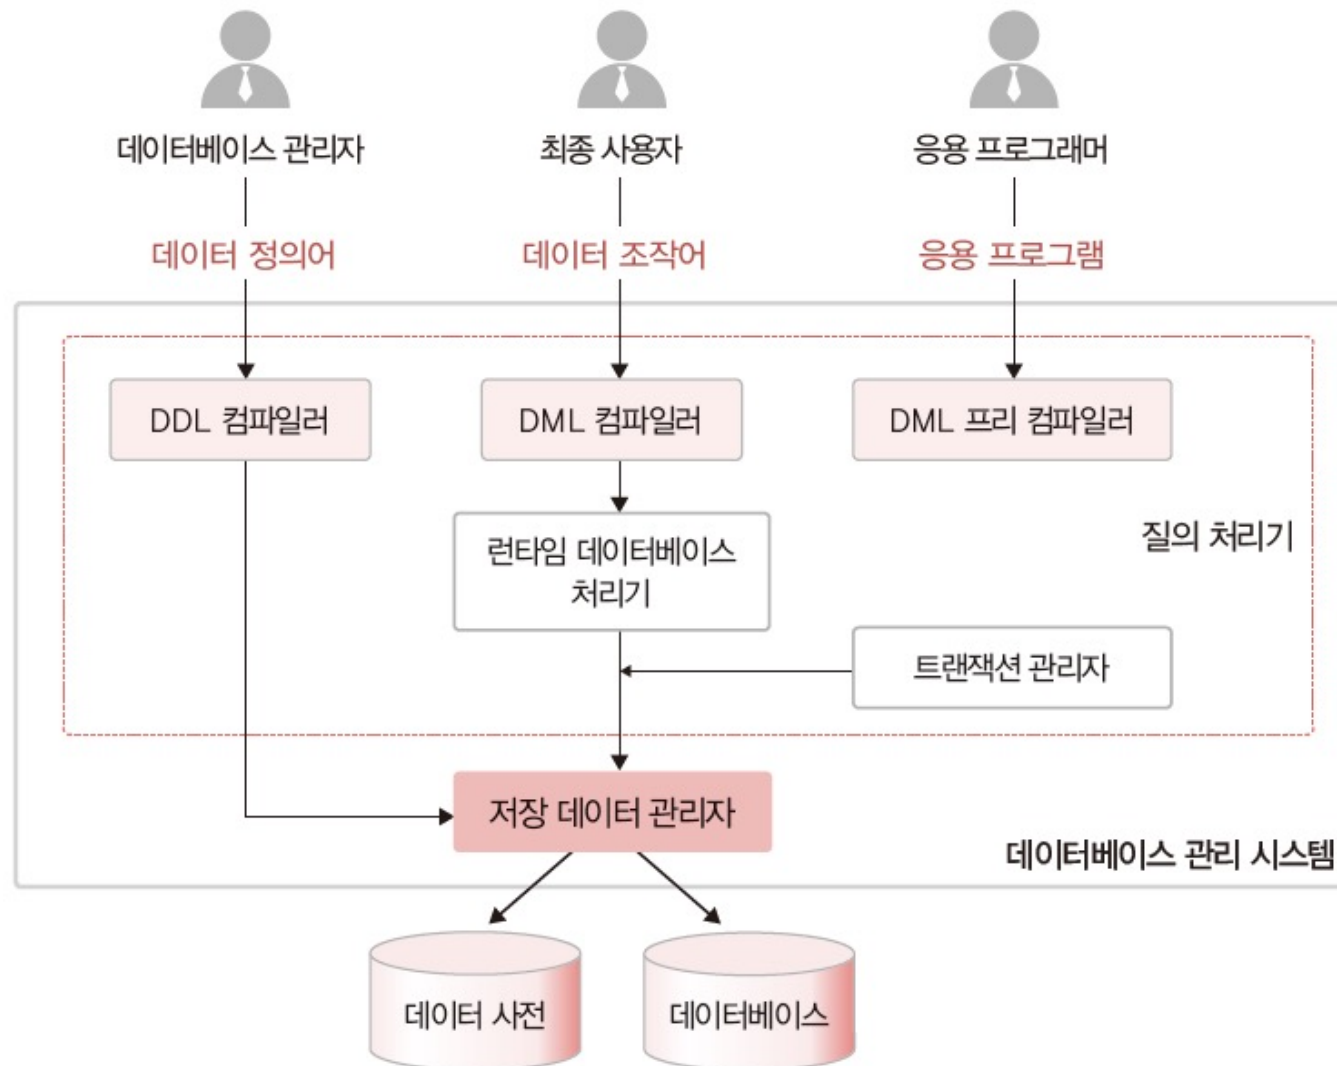 데이터베이스 관리자
최종 사용자
응용 프로그래머
데이터 정의어
데이터 조작어
응용 프로그램
DDL 컴파일러
DML 컴파일러
DML 프리 컴파일러
런타임 데이터베이스
처리기
질의 처리기
트랜잭션 관리자
저장 데이터 관리자
데이터베이스 관리 시스템
데이터 사전
데이터베이스